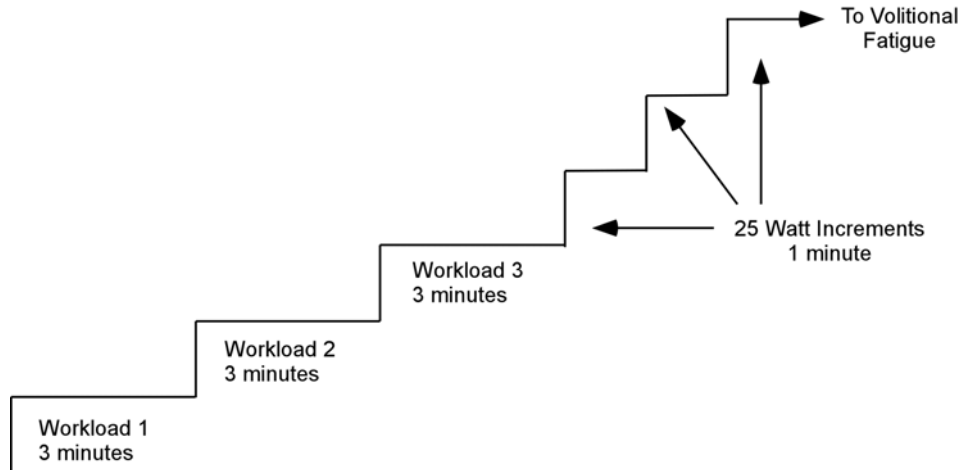 To Volitional
Fatigue
25 Watt Increments
1 minute
Workload 3
3 minutes
Workload 2
3 minutes
Workload 1
3 minutes